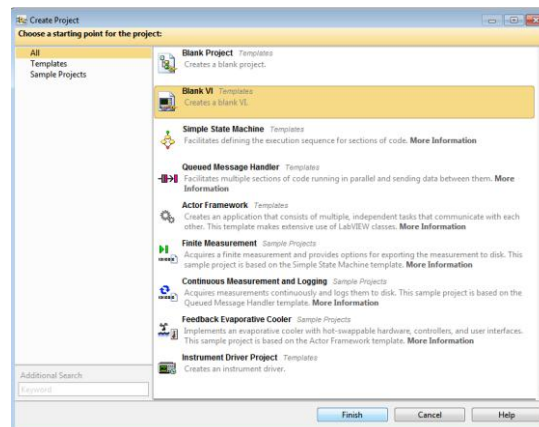 Create Project
Choose a starting point for the project:
All
Templates
Sample Projects
Blank Project Templates
Creates a blank project.
Blank VI Templates
Creates a blank VI.
Simple State Machine Templates
Facilitates defining the execution sequence for sections of code. More Information
Queued Message Handler Templates
Facilitates multiple sections of code running in parallel and sending data between them. More
Information
Actor Framework Templates
Creates an application that consists of multiple, independent tasks that communicate with each
other. This template makes extensive use of LabVIEW classes. More Information
Finite Measurement Sample Projects
Acquires a finite measurement and provides options for exporting the measurement to disk. This
sample project is based on the Simple State Machine template. More Information
Continuous Measurement and Logging Sample Projects
Acquires measurements continuously and logs them to disk. This sample project is based on the
Queued Message Handler template. More Information
Feedback Evaporative Cooler Sample Projects
Implements an evaporative cooler with hot-swappable hardware, controllers, and user interfaces.
This sample project is based on the Actor Framework template. More Information
Instrument Driver Project Templates
Creates an instrument driver.
Additional Search
Keyword
Finish
Cancel
Help